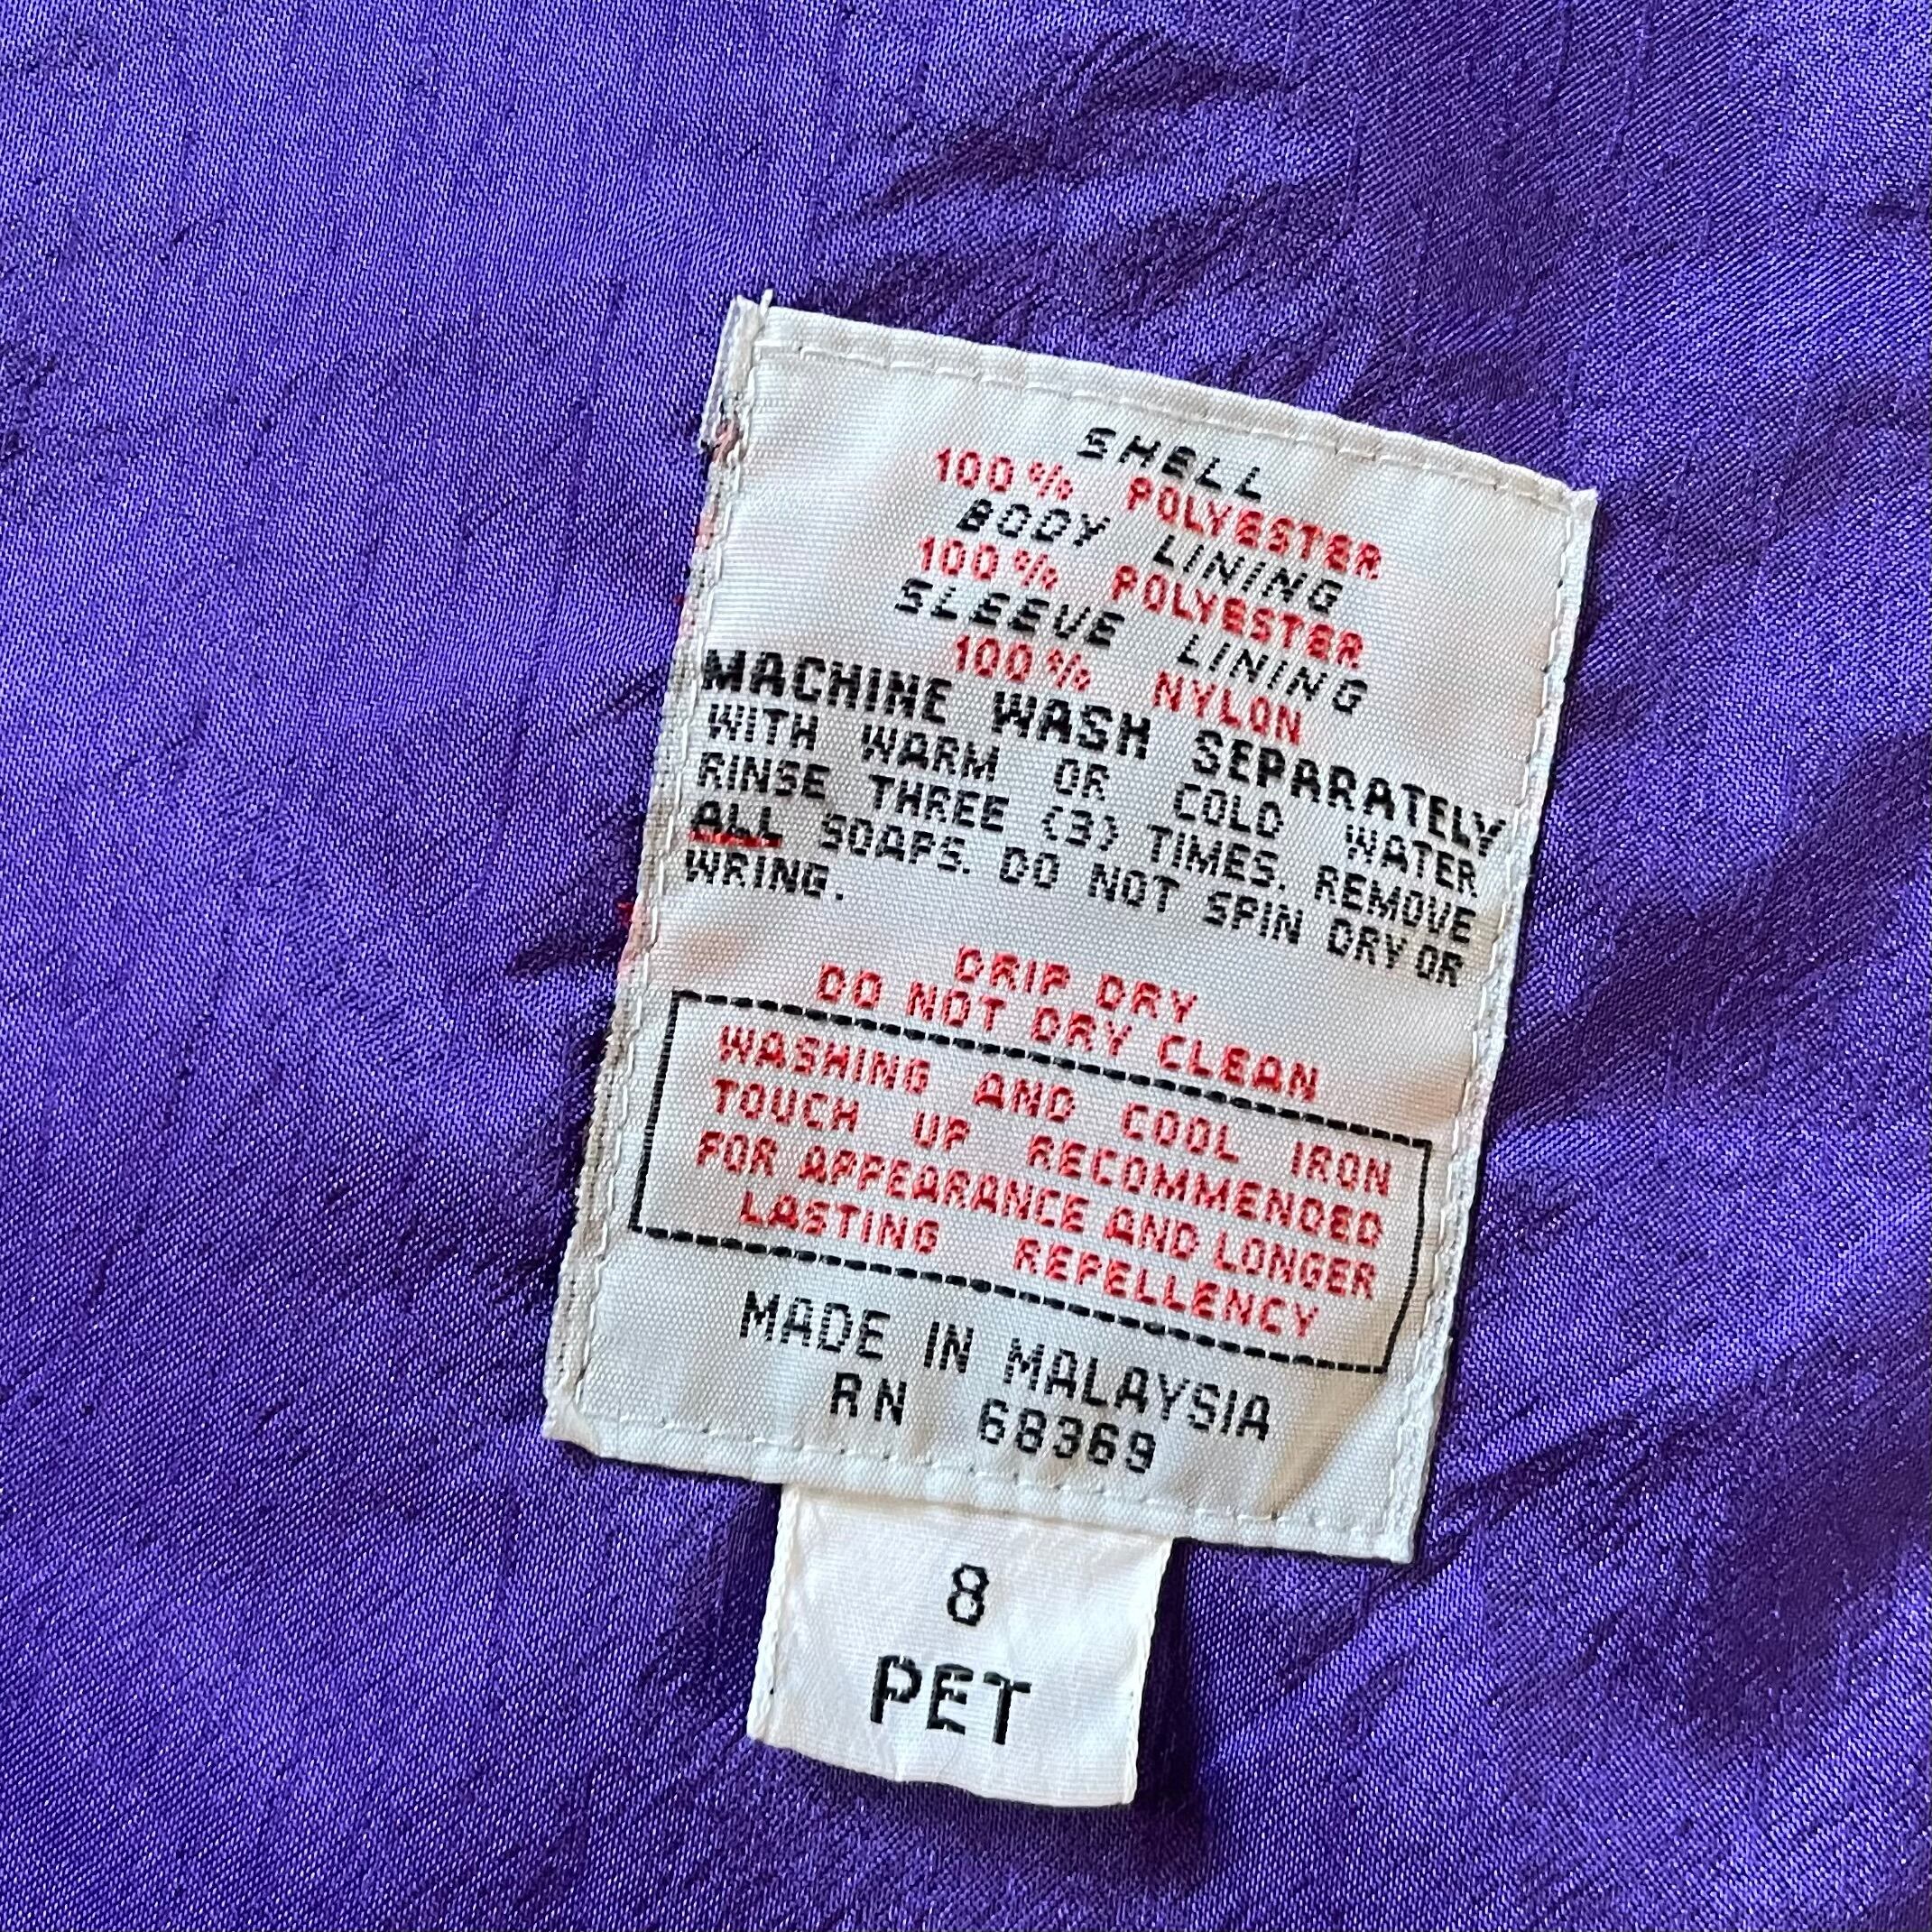 SHELL
100% POLYESTER
BODY LINING
100% POLYESTER
SLEEVE LINING
100% NYLON
MACHINE WASH SEPARATELY
WITH WARM OR COLD WATER
RINSE THREE (3) TIMES. REMOVE
ALL SOAPS. DO NOT SPIN DRY OR
WRING.
DRIP DRY
DO NOT DRY CLEAN
WASHING AND COOL IRON
TOUCH UP RECOMMENDED
FOR APPEARANCE AND LONGER
LASTING REPELLENCY
MADE IN MALAYSIA
RN 68369
8
PET